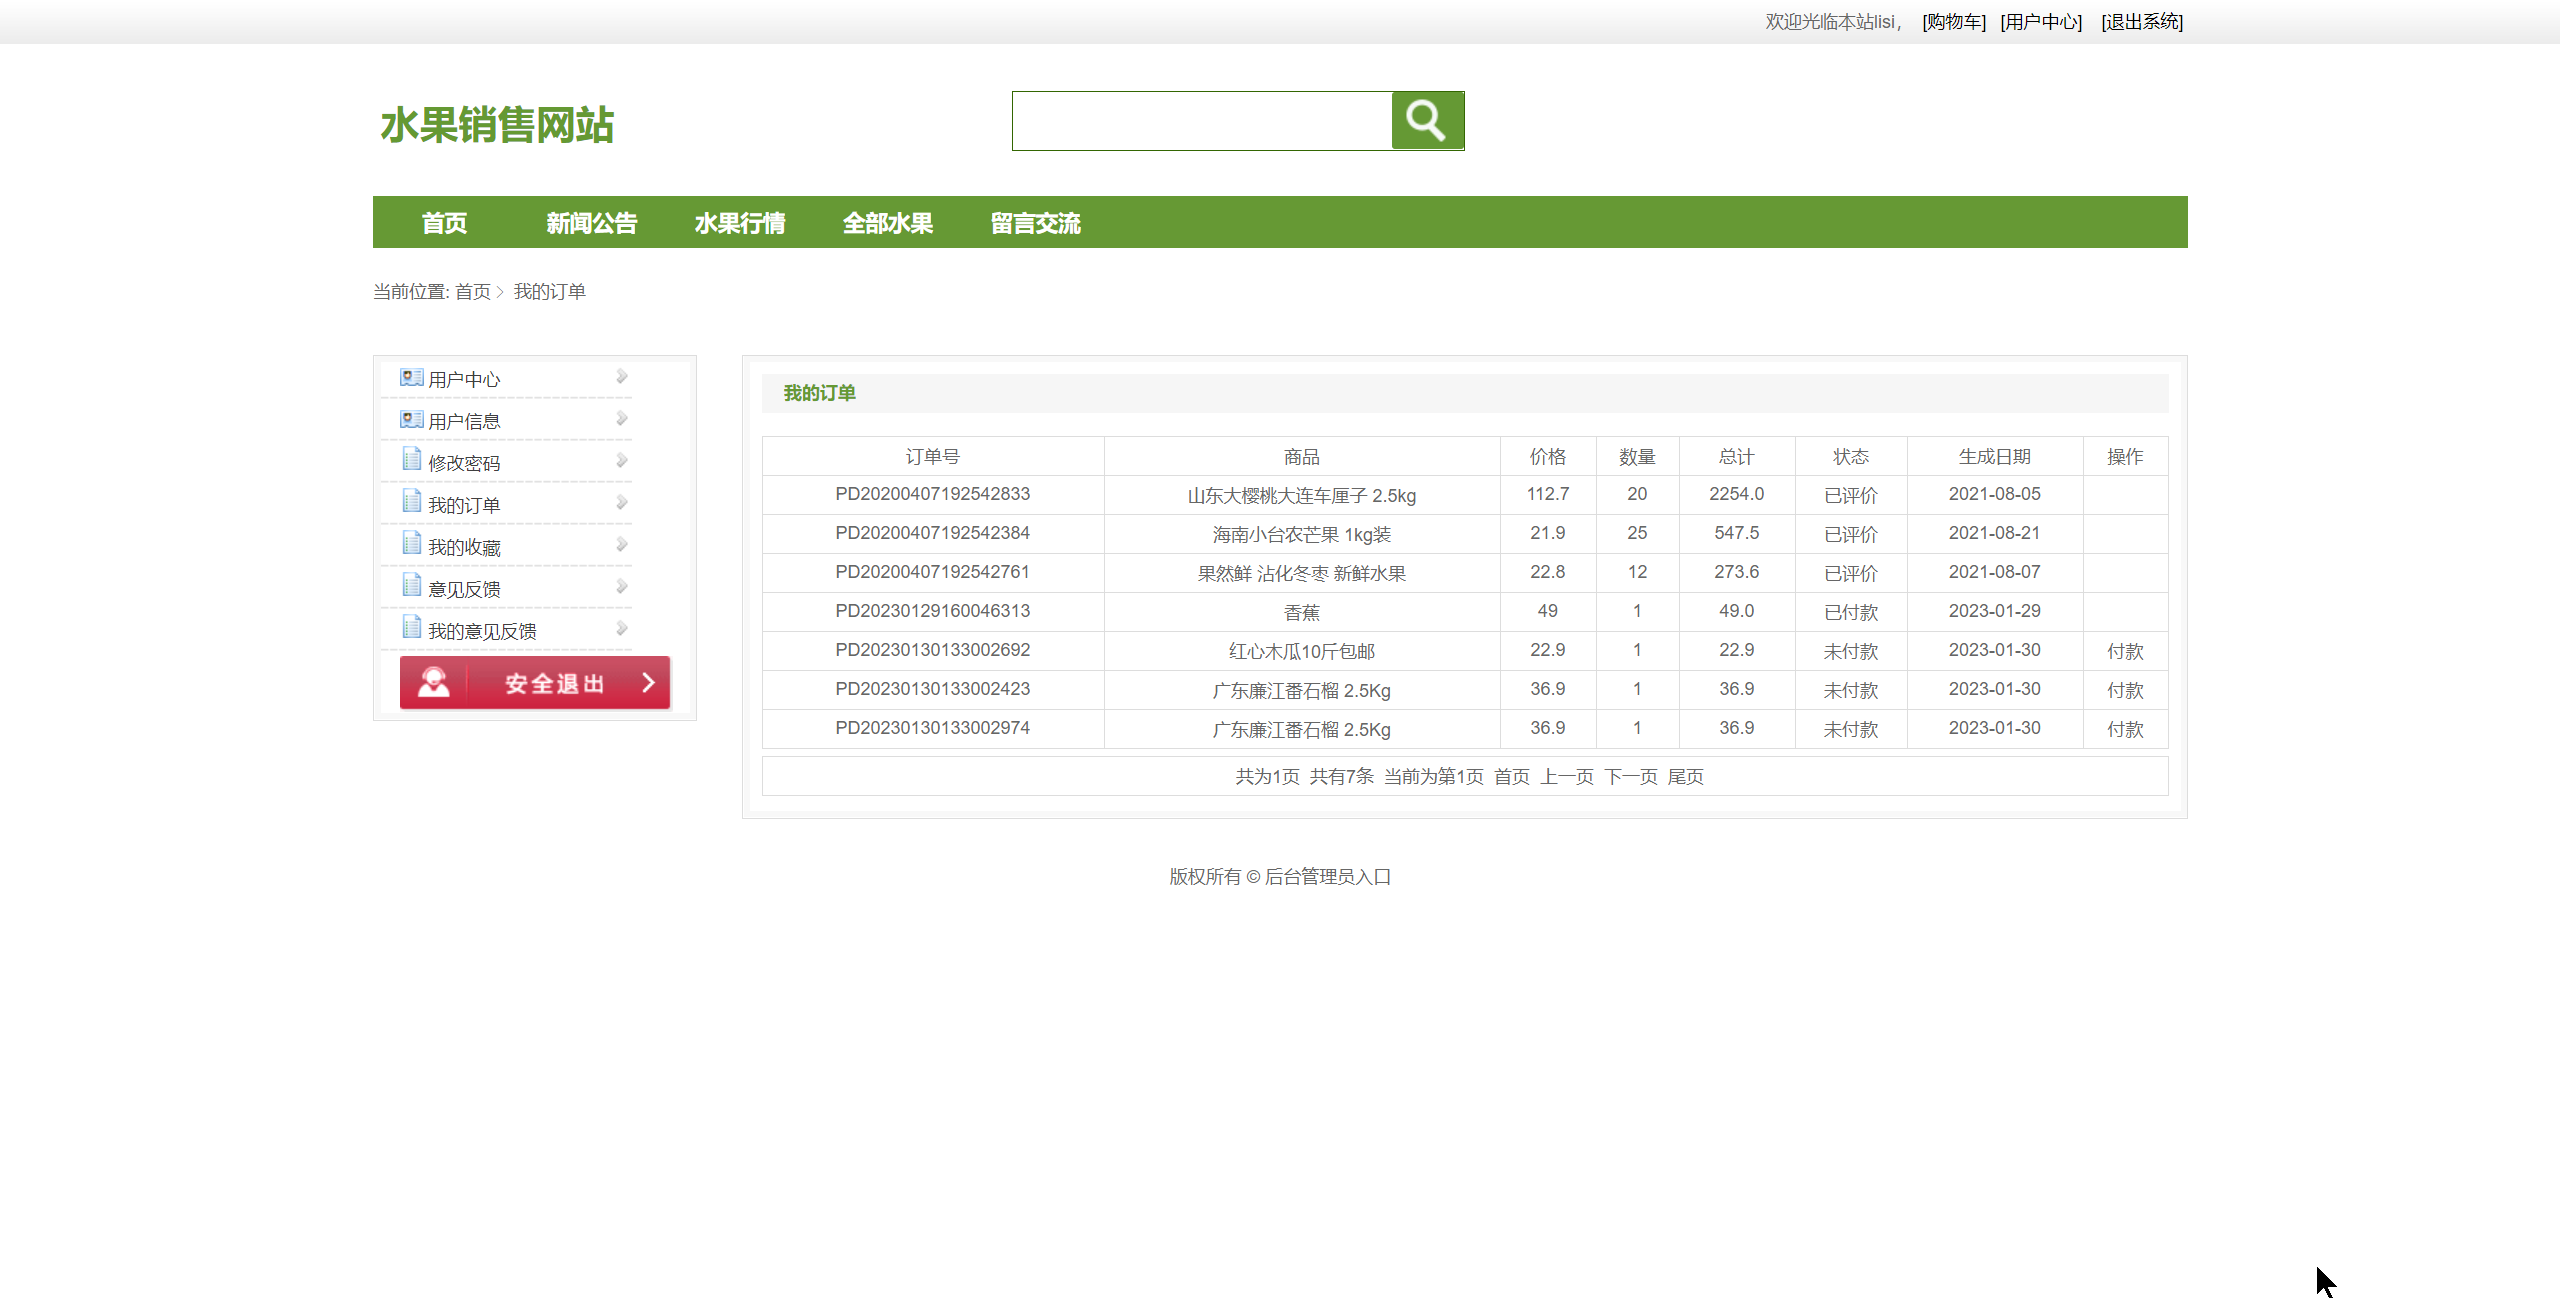 欢迎光临本站lisi， [购物车] [用户中心] [退出系统]
水果销售网站
首页 新闻公告 水果行情 全部水果 留言交流
当前位置: 首页 > 我的订单
用户中心
用户信息
修改密码
我的订单
我的收藏
意见反馈
我的意见反馈
安全退出
我的订单
订单号 商品 价格 数量 总计 状态 生成日期 操作
PD20200407192542833 山东大樱桃大连车厘子 2.5kg 112.7 20 2254.0 已评价 2021-08-05
PD20200407192542384 海南小台农芒果 1kg装 21.9 25 547.5 已评价 2021-08-21
PD20200407192542761 果然鲜 沾化冬枣 新鲜水果 22.8 12 273.6 已评价 2021-08-07
PD20230129160046313 香蕉 49 1 49.0 已付款 2023-01-29
PD20230130133002692 红心木瓜10斤包邮 22.9 1 22.9 未付款 2023-01-30 付款
PD20230130133002423 广东廉江番石榴 2.5Kg 36.9 1 36.9 未付款 2023-01-30 付款
PD20230130133002974 广东廉江番石榴 2.5Kg 36.9 1 36.9 未付款 2023-01-30 付款
共为1页 共有7条 当前为第1页 首页 上一页 下一页 尾页
版权所有 © 后台管理员入口